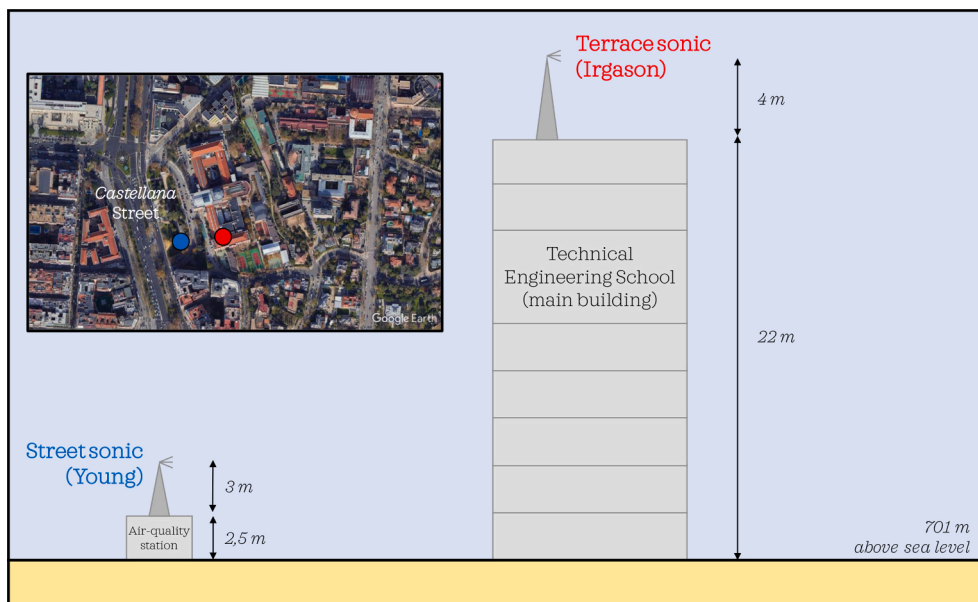 Terrace sonic
(Irgason)
4 m
Castellana
Street
Google Earth
Technical
Engineering School
(main building)
22 m
Street sonic
(Young)
3 m
Air-quality
station
2,5 m
701 m
above sea level